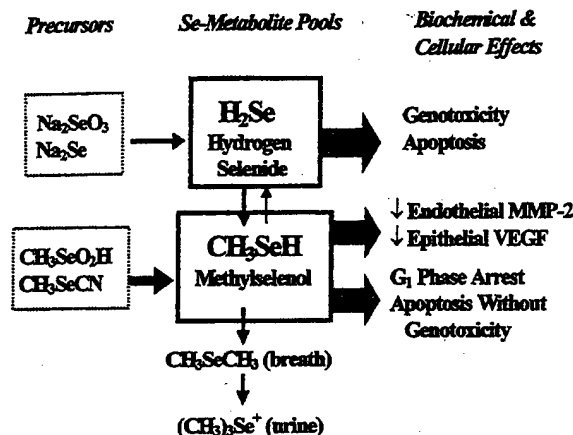 Precursors
Se-Metabolite Pools
Biochemical &
Cellular Effects
Na₂SeO₃
Na₂Se
H₂Se
Hydrogen
Selenide
Genotoxicity
Apoptosis
CH₃SeO₂H
CH₃SeCN
CH₃SeH
Methylselenol
↓ Endothelial MMP-2
↓ Epithelial VEGF
G₁ Phase Arrest
Apoptosis Without
Genotoxicity
CH₃SeCH₃ (breath)
(CH₃)₃Se⁺ (urine)